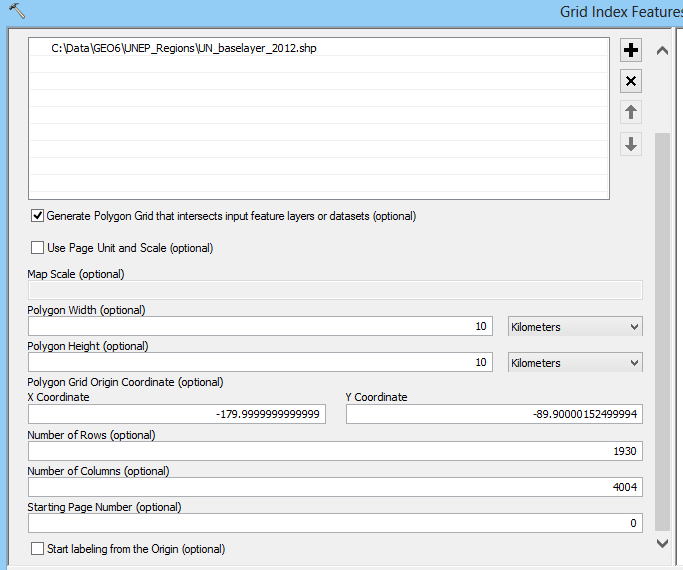 Grid Index Features
C:\Data\GEO6\UNEP_Regions\UN_baselayer_2012.shp
Generate Polygon Grid that intersects input feature layers or datasets (optional)
Use Page Unit and Scale (optional)
Map Scale (optional)
Polygon Width (optional)
10 Kilometers
Polygon Height (optional)
10 Kilometers
Polygon Grid Origin Coordinate (optional)
X Coordinate Y Coordinate
-179.9999999999999 -89.90000152499994
Number of Rows (optional)
1930
Number of Columns (optional)
4004
Starting Page Number (optional)
0
Start labeling from the Origin (optional)